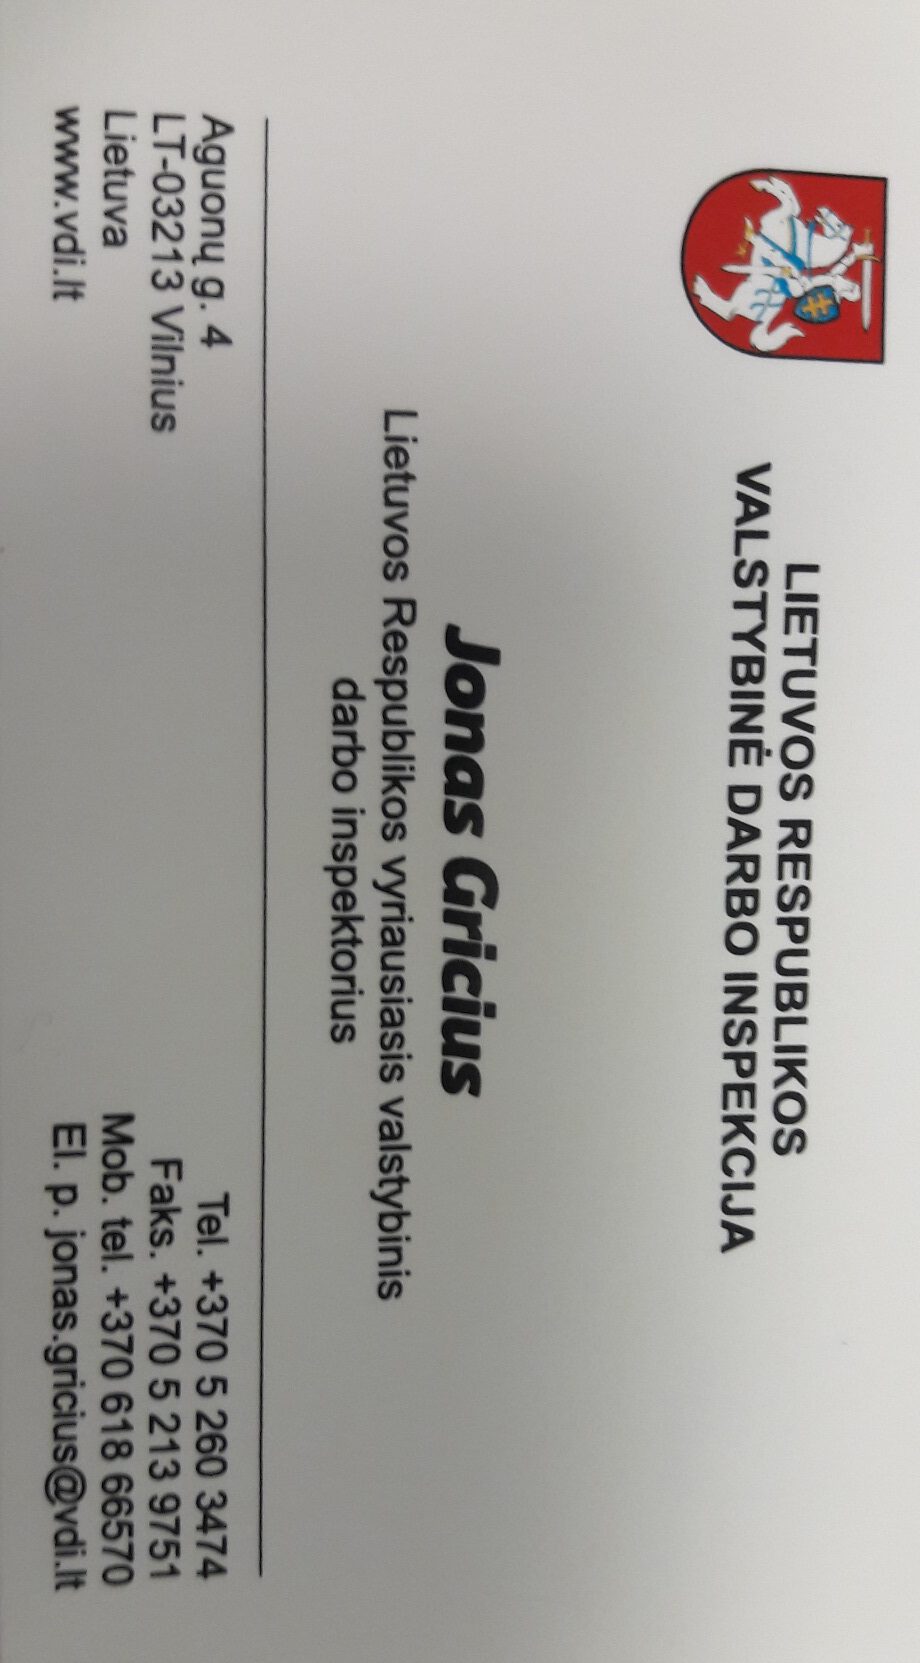 LIETUVOS RESPUBLIKOS
VALSTYBINĖ DARBO INSPEKCIJA
Jonas Gricius
Lietuvos Respublikos vyriausiasis valstybinis
darbo inspektorius
Aguonų g. 4
LT-03213 Vilnius
Lietuva
www.vdi.lt
Tel. +370 5 260 3474
Faks. +370 5 213 9751
Mob. tel. +370 618 66570
El. p. jonas.gricius@vdi.lt